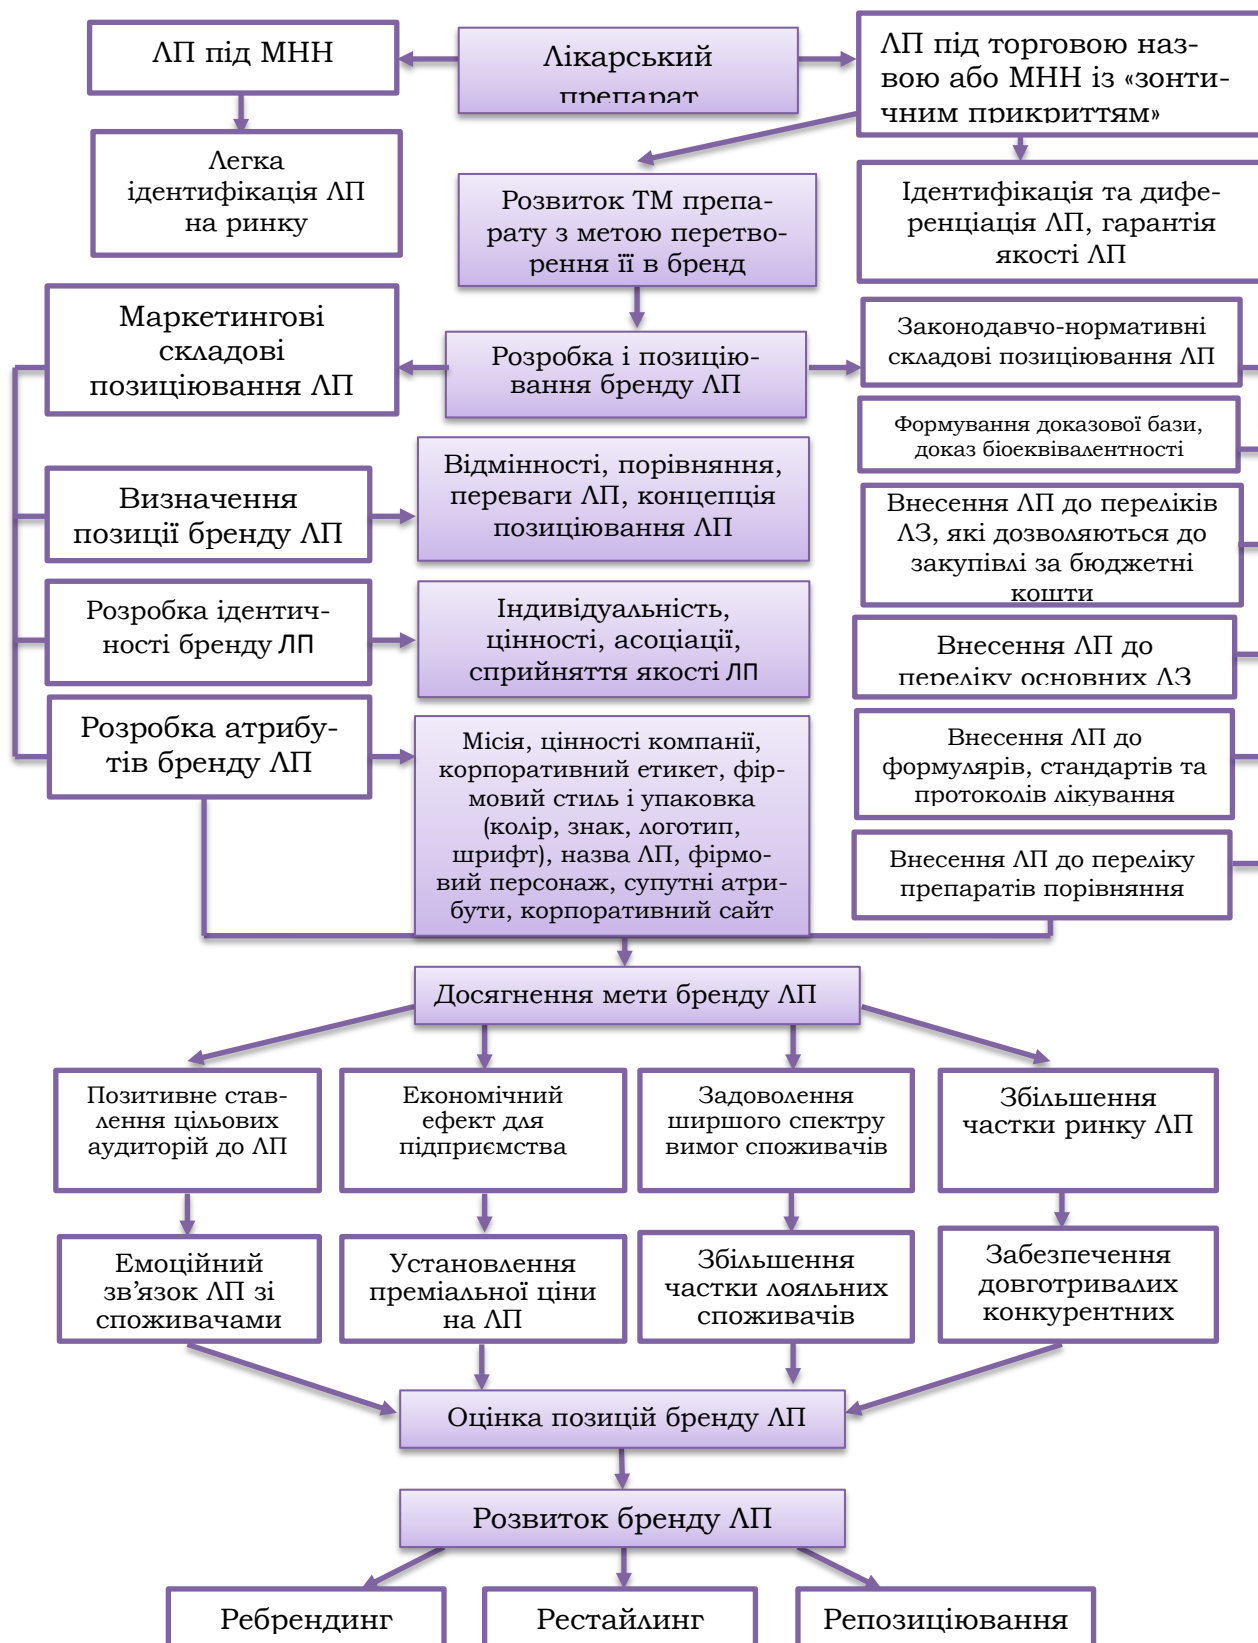 ЛП під МНН
Лікарський
препарат
ЛП під торговою наз-
вою або МНН із «зонти-
чним прикриттям»
Легка
ідентифікація ЛП
на ринку
Розвиток ТМ препа-
рату з метою перетво-
рення її в бренд
Ідентифікація та дифе-
ренціація ЛП, гарантія
якості ЛП
Маркетингові
складові
позиціювання ЛП
Розробка і позицію-
вання бренду ЛП
Законодавчо-нормативні
складові позиціювання ЛП
Формування доказової бази,
доказ біоеквівалентності
Визначення
позиції бренду ЛП
Відмінності, порівняння,
переваги ЛП, концепція
позиціювання ЛП
Внесення ЛП до переліків
ЛЗ, які дозволяються до
закупівлі за бюджетні
кошти
Розробка ідентич-
ності бренду ЛП
Індивідуальність,
цінності, асоціації,
сприйняття якості ЛП
Внесення ЛП до
переліку основних ЛЗ
Розробка атрибу-
тів бренду ЛП
Місія, цінності компанії,
корпоративний етикет, фір-
мовий стиль і упаковка
(колір, знак, логотип,
шрифт), назва ЛП, фірмо-
вий персонаж, супутні атри-
бути, корпоративний сайт
Внесення ЛП до
формулярів, стандартів та
протоколів лікування
Внесення ЛП до переліку
препаратів порівняння
Досягнення мети бренду ЛП
Позитивне став-
лення цільових
аудиторій до ЛП
Економічний
ефект для
підприємства
Задоволення
ширшого спектру
вимог споживачів
Збільшення
частки ринку ЛП
Емоційний
зв’язок ЛП зі
споживачами
Установлення
преміальної ціни
на ЛП
Збільшення
частки лояльних
споживачів
Забезпечення
довготривалих
конкурентних
Оцінка позицій бренду ЛП
Розвиток бренду ЛП
Ребрендинг
Рестайлинг
Репозиціювання